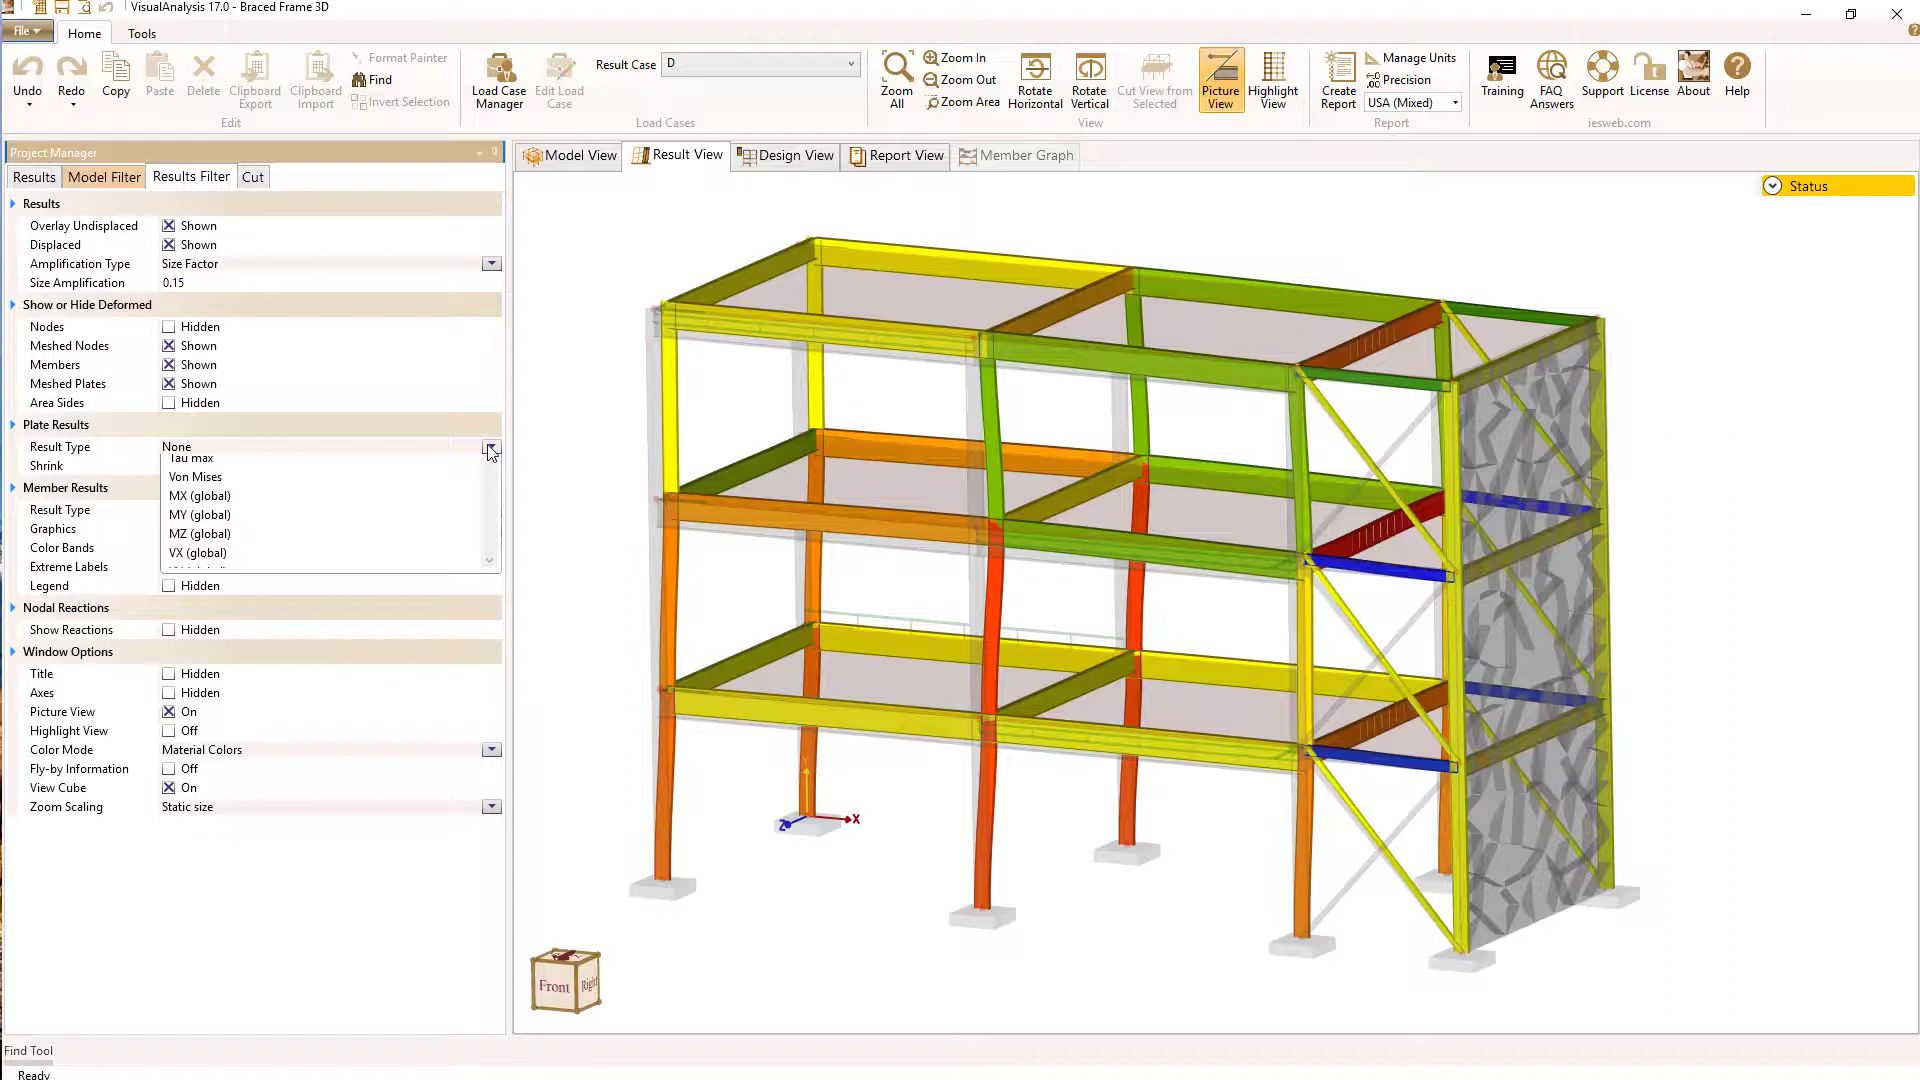 VisualAnalysis 17.0 - Braced Frame 3D
File
Home
Tools
Undo
Redo
Copy
Paste
Delete
Clipboard Export
Clipboard Import
Format Painter
Find
Invert Selection
Edit
Load Case Manager
Edit Load Case
Result Case
D
Load Cases
Zoom All
Zoom In
Zoom Out
Zoom Area
Rotate Horizontal
Rotate Vertical
Cut View from Selected
Picture View
Highlight View
View
Create Report
Manage Units
Precision
USA (Mixed)
Report
Training
FAQ Answers
Support
License
About
Help
iesweb.com
Project Manager
Results
Model Filter
Results Filter
Cut
Results
Overlay Undisplaced Shown
Displaced Shown
Amplification Type Size Factor
Size Amplification 0.15
Show or Hide Deformed
Nodes Hidden
Meshed Nodes Shown
Members Shown
Meshed Plates Shown
Area Sides Hidden
Plate Results
Result Type None
Shrink
Tau max
Von Mises
MX (global)
MY (global)
MZ (global)
VX (global)
Member Results
Result Type
Graphics
Color Bands
Extreme Labels
Legend Hidden
Nodal Reactions
Show Reactions Hidden
Window Options
Title Hidden
Axes Hidden
Picture View On
Highlight View Off
Color Mode Material Colors
Fly-by Information Off
View Cube On
Zoom Scaling Static size
Model View
Result View
Design View
Report View
Member Graph
Status
Y
Z
X
Front
Right
Find Tool
Ready